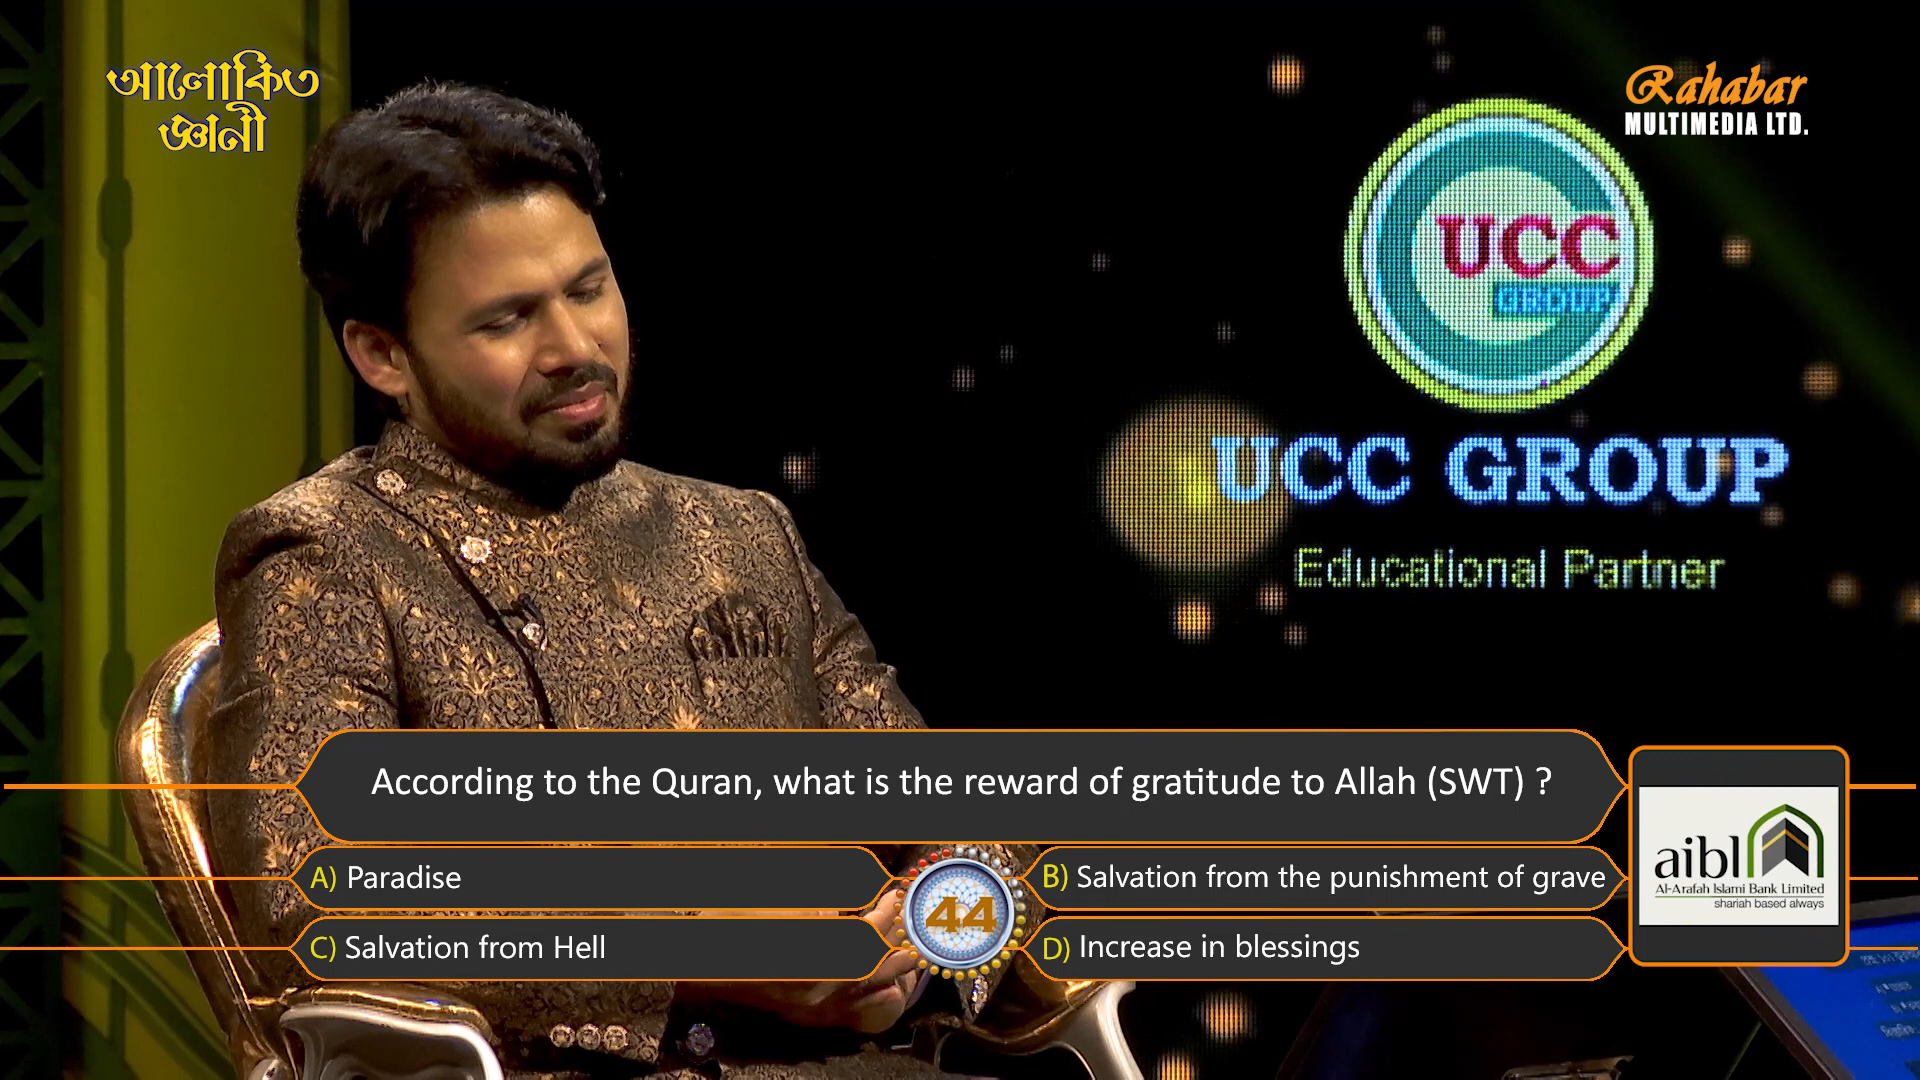 আলোকিত
জ্ঞানী
Rahabar
MULTIMEDIA LTD.
UCC
GROUP
UCC GROUP
Educational Partner
According to the Quran, what is the reward of gratitude to Allah (SWT) ?
A) Paradise
B) Salvation from the punishment of grave
44
C) Salvation from Hell
D) Increase in blessings
aibl
Al-Arafah Islami Bank Limited
shariah based always